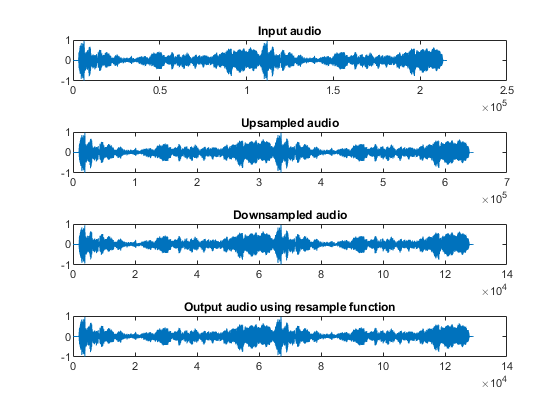 Input audio
1
0
-1
0 0.5 1 1.5 2 2.5
×10^5
Upsampled audio
1
0
-1
0 1 2 3 4 5 6 7
×10^5
Downsampled audio
1
0
-1
0 2 4 6 8 10 12 14
×10^4
Output audio using resample function
1
0
-1
0 2 4 6 8 10 12 14
×10^4